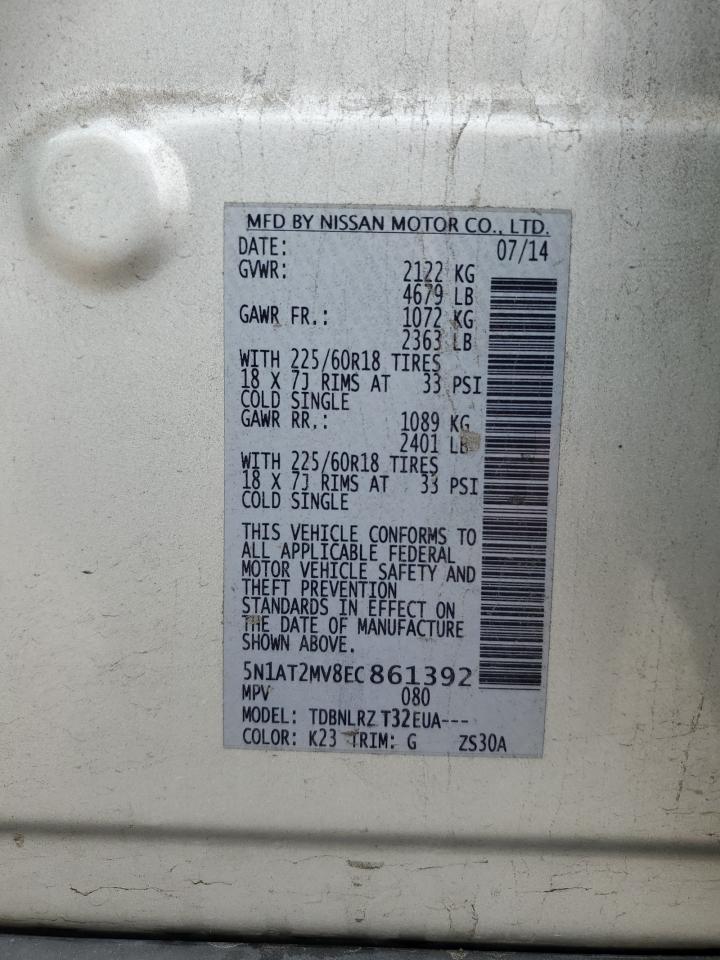 MFD BY NISSAN MOTOR CO., LTD.
DATE: 07/14
GVWR: 2122 KG
4679 LB
GAWR FR.: 1072 KG
2363 LB
WITH 225/60R18 TIRES
18 X 7J RIMS AT 33 PSI
COLD SINGLE
GAWR RR.: 1089 KG
2401 LB
WITH 225/60R18 TIRES
18 X 7J RIMS AT 33 PSI
COLD SINGLE
THIS VEHICLE CONFORMS TO
ALL APPLICABLE FEDERAL
MOTOR VEHICLE SAFETY AND
THEFT PREVENTION
STANDARDS IN EFFECT ON
THE DATE OF MANUFACTURE
SHOWN ABOVE.
5N1AT2MV8EC861392
MPV 080
MODEL: TDBNLRZ T32EUA---
COLOR: K23 TRIM: G ZS30A